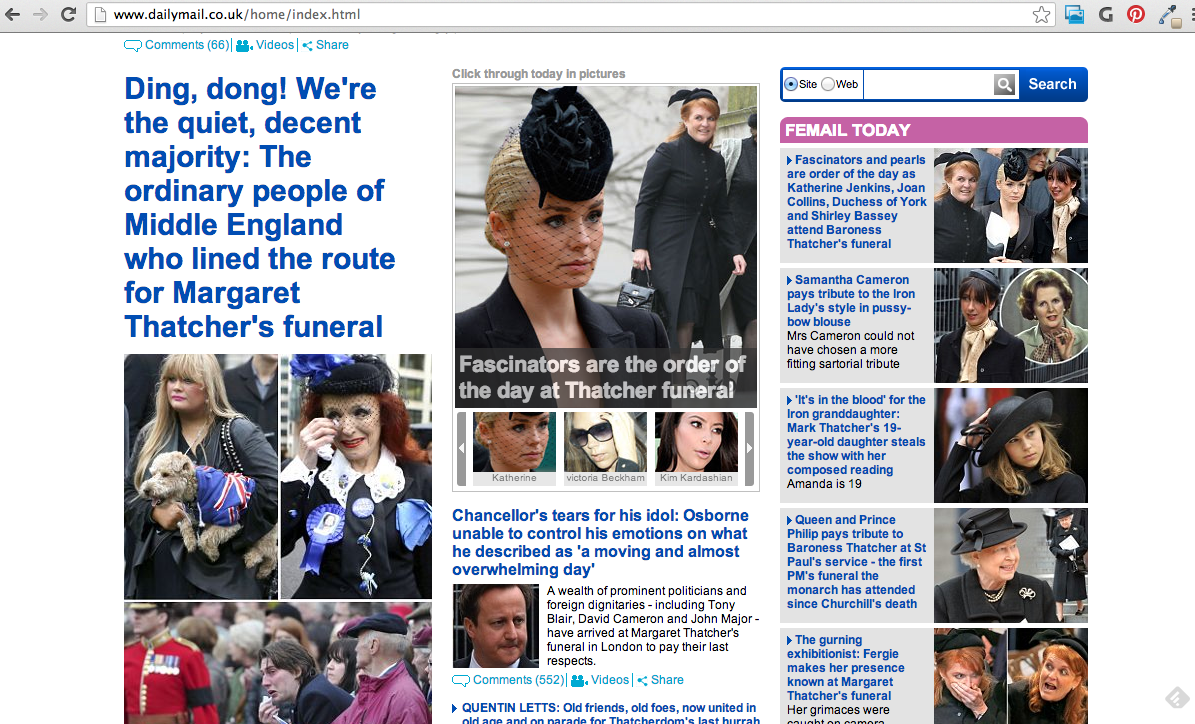 www.dailymail.co.uk/home/index.html
Comments (66)
Videos
Share
Ding, dong! We're
the quiet, decent
majority: The
ordinary people of
Middle England
who lined the route
for Margaret
Thatcher's funeral
Click through today in pictures
Fascinators are the order of
the day at Thatcher funeral
Katherine
victoria Beckham
Kim Kardashian
Chancellor's tears for his idol: Osborne
unable to control his emotions on what
he described as 'a moving and almost
overwhelming day'
A wealth of prominent politicians and
foreign dignitaries - including Tony
Blair, David Cameron and John Major -
have arrived at Margaret Thatcher's
funeral in London to pay their last
respects.
Comments (552)
Videos
Share
QUENTIN LETTS: Old friends, old foes, now united in
old age and on parade for Thatcherdom's last hurrah
Site
Web
Search
FEMAIL TODAY
Fascinators and pearls
are order of the day as
Katherine Jenkins, Joan
Collins, Duchess of York
and Shirley Bassey
attend Baroness
Thatcher's funeral
Samantha Cameron
pays tribute to the Iron
Lady's style in pussy-
bow blouse
Mrs Cameron could not
have chosen a more
fitting sartorial tribute
'It's in the blood' for the
Iron granddaughter:
Mark Thatcher's 19-
year-old daughter steals
the show with her
composed reading
Amanda is 19
Queen and Prince
Philip pays tribute to
Baroness Thatcher at St
Paul's service - the first
PM's funeral the
monarch has attended
since Churchill's death
The gurning
exhibitionist: Fergie
makes her presence
known at Margaret
Thatcher's funeral
Her grimaces were
caught on camera